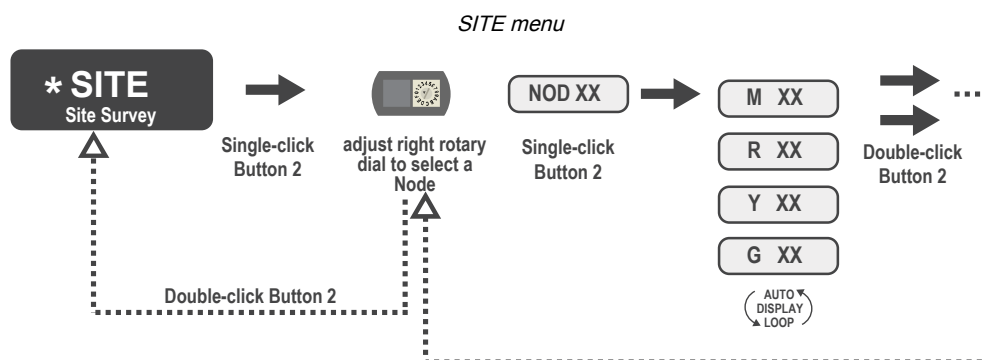 SITE menu
* SITE
Site Survey
Single-click
Button 2
adjust right rotary
dial to select a
Node
NOD XX
Single-click
Button 2
M XX
R XX
Y XX
G XX
AUTO
DISPLAY
LOOP
Double-click
Button 2
Double-click Button 2